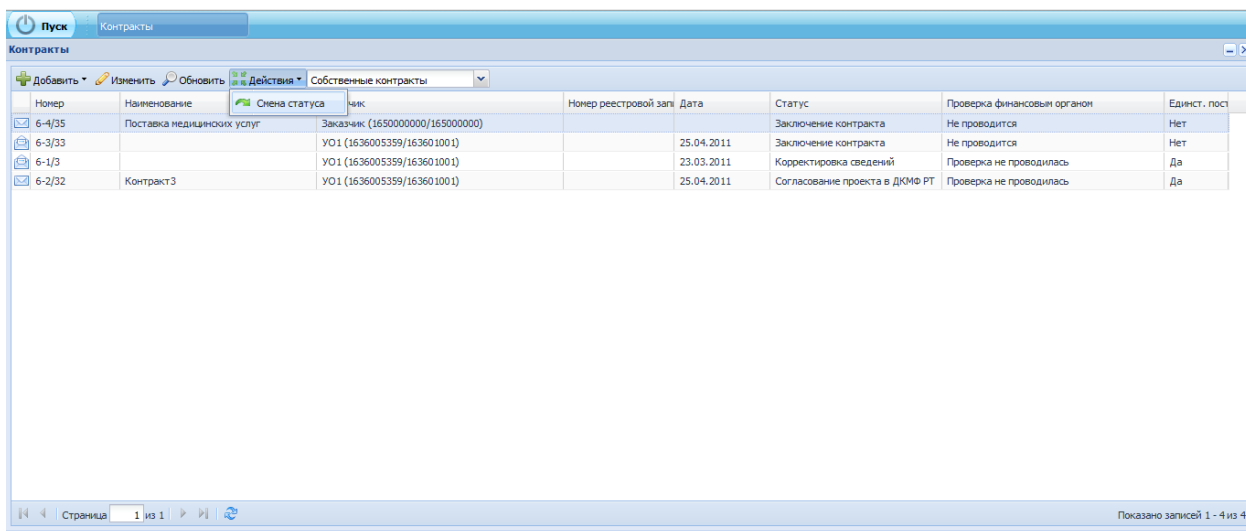 Пуск Контракты
Контракты
Добавить Изменить Обновить Действия Собственные контракты
Номер Наименование Номер реестровой Дата Статус Проверка финансовым органом Единст.
Смена статуса
6-4/35 Поставка медицинских услуг Заказчик (1650000000/165000000) Заключение контракта Не проводится Нет
6-3/33 УО1 (1636005359/163601001) 25.04.2011 Заключение контракта Не проводится Нет
6-1/3 УО1 (1636005359/163601001) 23.03.2011 Корректировка сведений Проверка не проводилась Да
6-2/32 Контракт3 УО1 (1636005359/163601001) 25.04.2011 Согласование проекта в ДКМФ РТ Проверка не проводилась Да
Страница 1 из 1 Показано записей 1 - 4 из 4